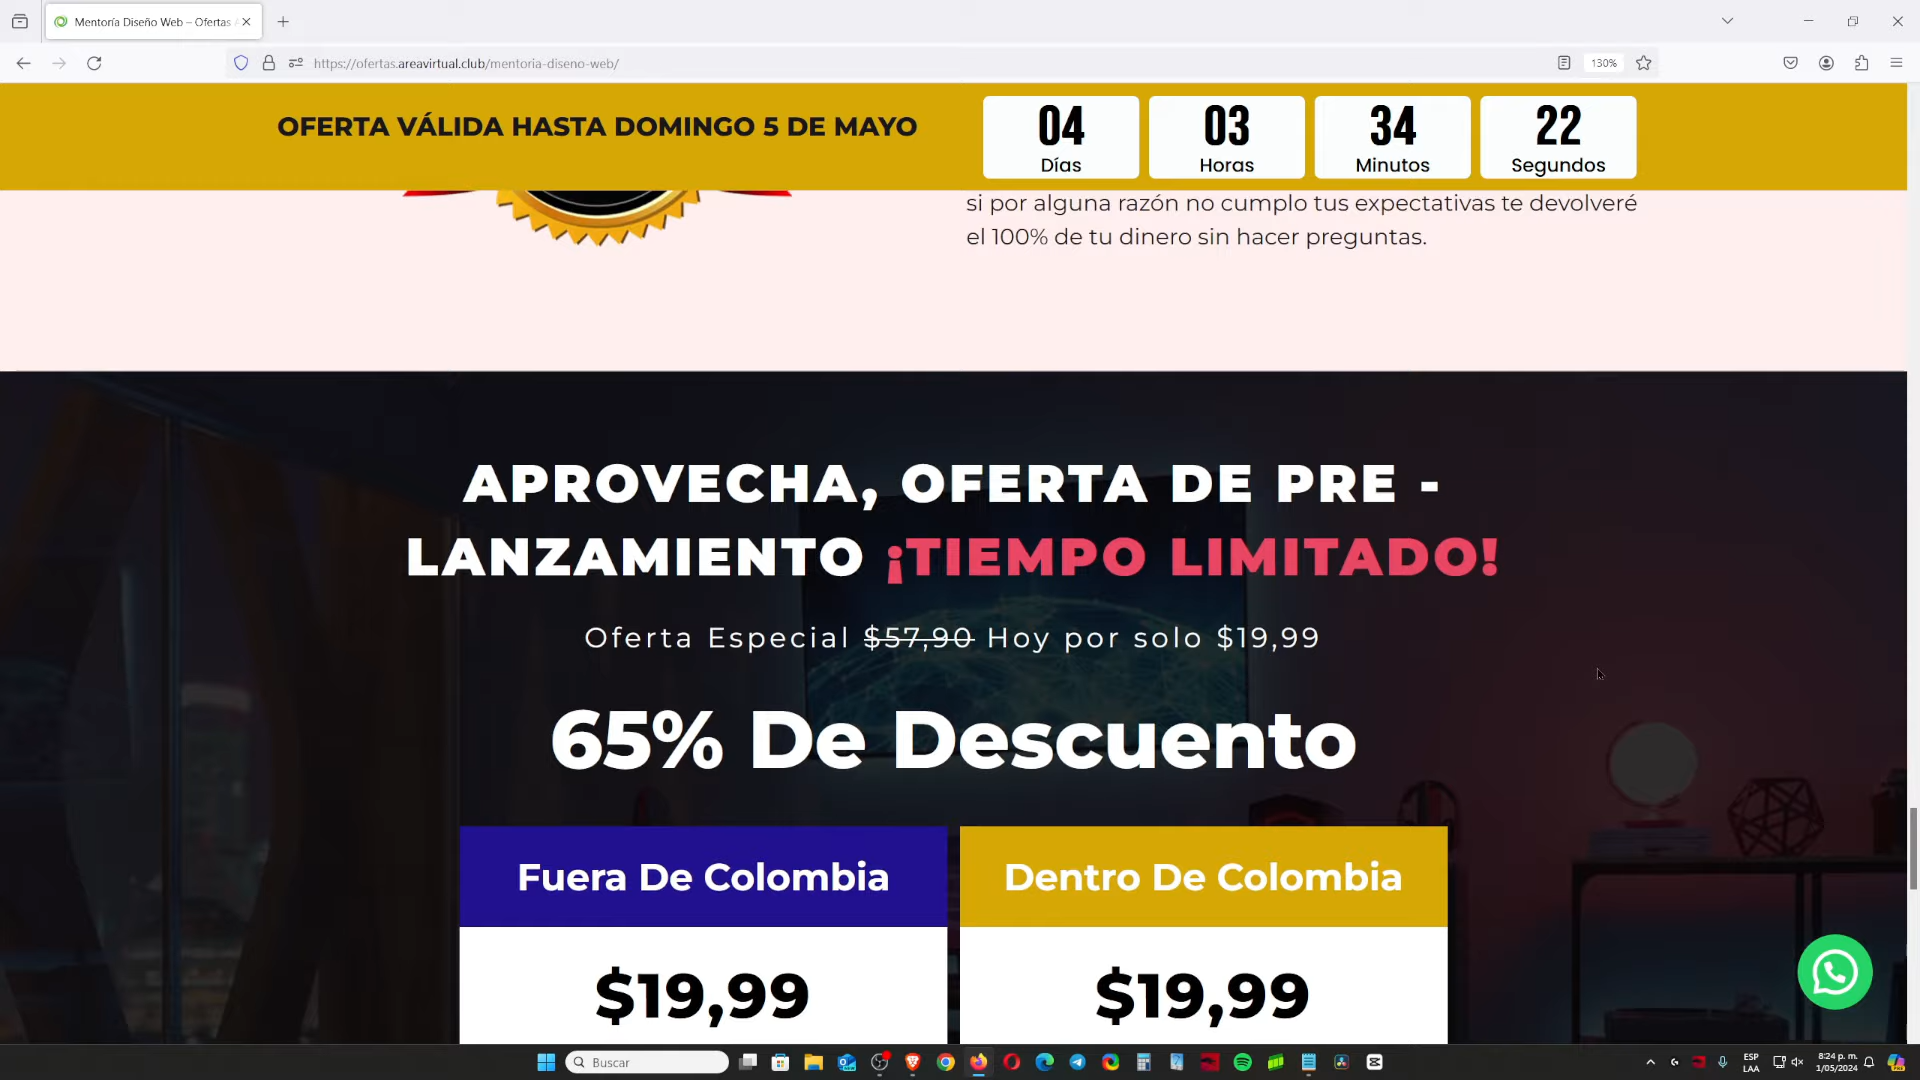 Mentoría Diseño Web – Ofertas
https://ofertas.areavirtual.club/mentoria-diseno-web/
130%
OFERTA VÁLIDA HASTA DOMINGO 5 DE MAYO
04
Días
03
Horas
34
Minutos
22
Segundos
si por alguna razón no cumplo tus expectativas te devolveré
el 100% de tu dinero sin hacer preguntas.
APROVECHA, OFERTA DE PRE -
LANZAMIENTO ¡TIEMPO LIMITADO!
Oferta Especial $57,90 Hoy por solo $19,99
65% De Descuento
Fuera De Colombia
Dentro De Colombia
$19,99
$19,99
Buscar
ESP
LAA
8:24 p. m.
1/05/2024